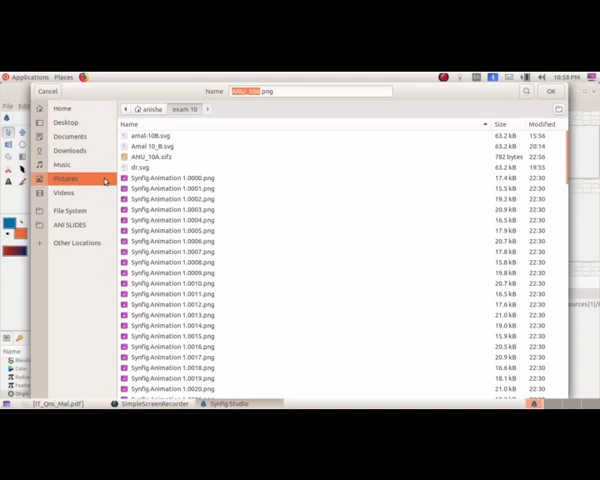 Applications Places 10:58 PM
Cancel Name ANU_10A.png OK
File Edit
Home anisha exam 10
Desktop Name Size Modified
amal-10B.svg 63.2 kB 15:56
Documents Amal 10_B.svg 63.2 kB 20:14
Downloads ANU_10A.sifz 782 bytes 22:56
Music dr.svg 63.2 kB 19:55
Pictures Synfig Animation 1.0000.png 17.4 kB 22:30
Videos Synfig Animation 1.0001.png 15.5 kB 22:30
Synfig Animation 1.0002.png 19.2 kB 22:30
File System Synfig Animation 1.0003.png 20.9 kB 22:30
ANI SLIDES Synfig Animation 1.0004.png 16.5 kB 22:30
Synfig Animation 1.0005.png 17.9 kB 22:30
Other Locations Synfig Animation 1.0006.png 20.7 kB 22:30
Synfig Animation 1.0007.png 17.8 kB 22:30
Synfig Animation 1.0008.png 15.8 kB 22:30
Synfig Animation 1.0009.png 19.8 kB 22:30
Synfig Animation 1.0010.png 20.7 kB 22:30
Synfig Animation 1.0011.png 16.5 kB 22:30
Synfig Animation 1.0012.png 17.6 kB 22:30
Synfig Animation 1.0013.png 21.0 kB 22:30
Synfig Animation 1.0014.png 19.0 kB 22:30
Synfig Animation 1.0015.png 15.9 kB 22:30
Synfig Animation 1.0016.png 20.5 kB 22:30
Name Synfig Animation 1.0017.png 20.9 kB 22:30
Synfig Animation 1.0018.png 16.6 kB 22:30
Color Synfig Animation 1.0019.png 18.1 kB 22:30
Synfig Animation 1.0020.png 21.0 kB 22:30
[IT_Qns_Mal.pdf] SimpleScreenRecorder Synfig Studio